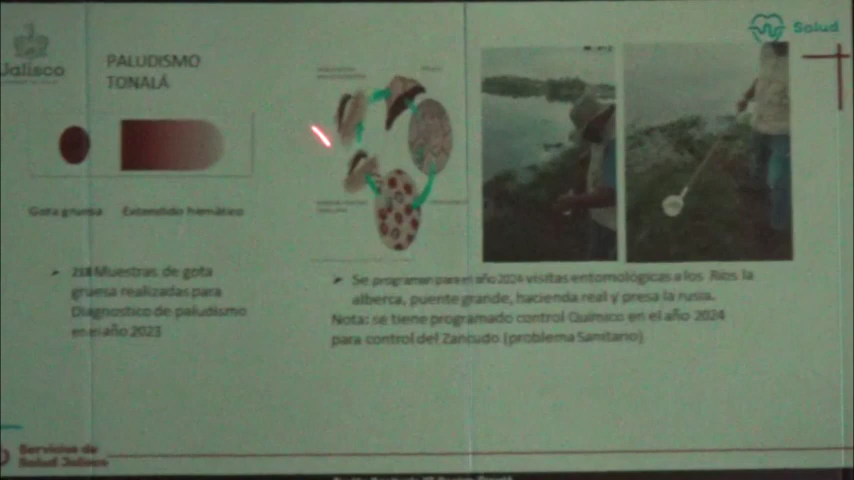 Jalisco
Salud
PALUDISMO
TONALÁ
Gota gruesa
Extendido hemático
218 Muestras de gota
gruesa realizadas para
Diagnostico de paludismo
en el año 2023
Se programan para el año 2024 visitas entomológicas a los Ríos la
alberca, puente grande, hacienda real y presa la rusia.
Nota: se tiene programado control Químico en el año 2024
para control del Zancudo (problema Sanitario)
Servicios de
Salud Jalisco